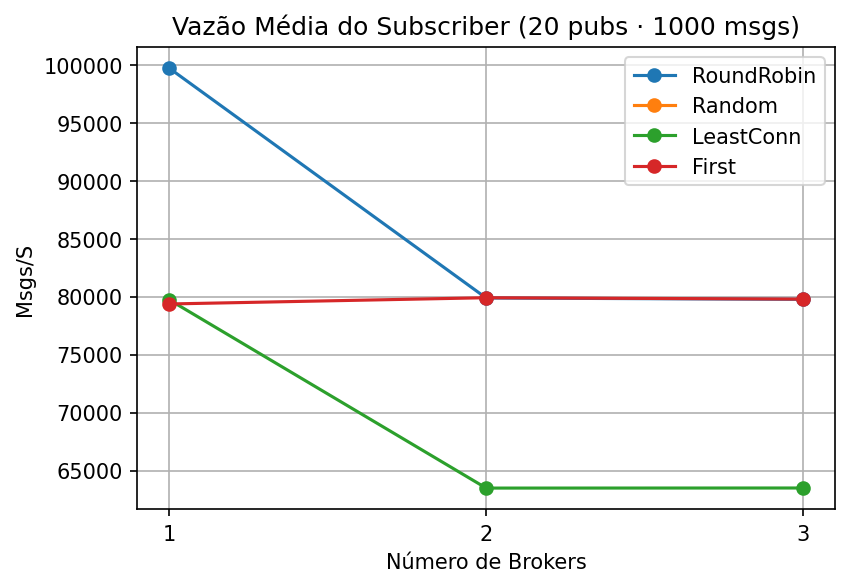 Vazão Média do Subscriber (20 pubs · 1000 msgs)
100000
95000
90000
85000
80000
75000
70000
65000
Msgs/S
RoundRobin
Random
LeastConn
First
1
2
3
Número de Brokers